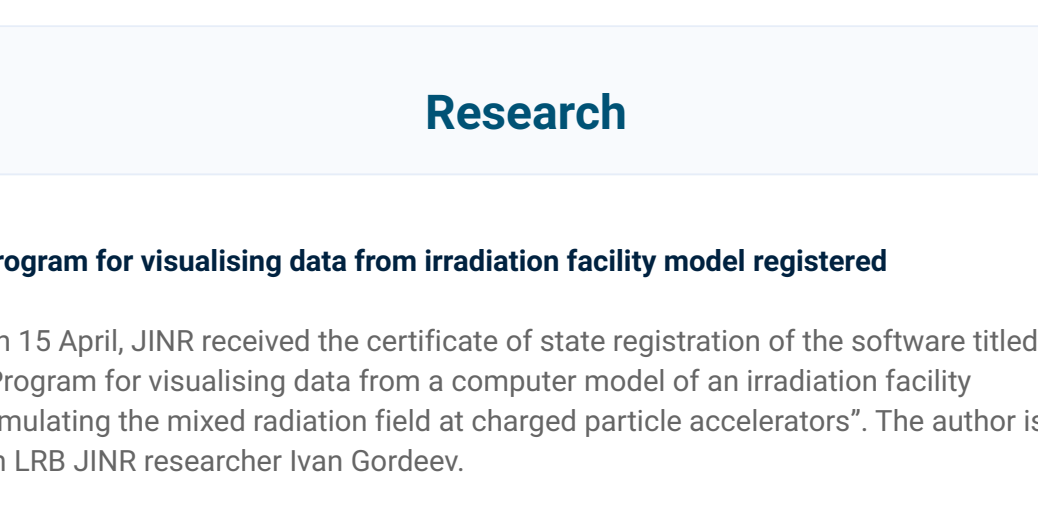 Research
rogram for visualising data from irradiation facility model registered
n 15 April, JINR received the certificate of state registration of the software titled
Program for visualising data from a computer model of an irradiation facility
mulating the mixed radiation field at charged particle accelerators”. The author is
n LRB JINR researcher Ivan Gordeev.